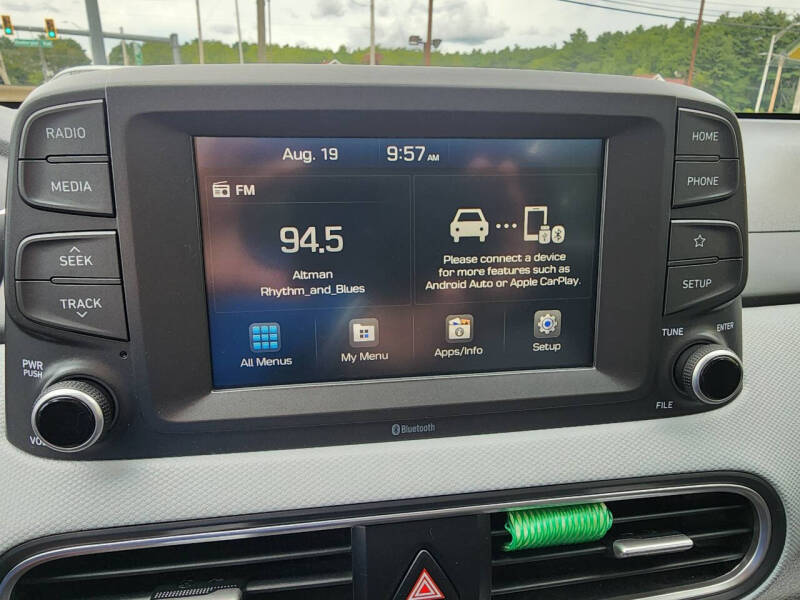 RADIO
MEDIA
SEEK
TRACK
PWR
PUSH
VOL
Aug. 19 9:57 AM
FM
94.5
Altman
Rhythm_and_Blues
Please connect a device
for more features such as
Android Auto or Apple CarPlay.
All Menus
My Menu
Apps/Info
Setup
HOME
PHONE
SETUP
TUNE
ENTER
FILE
Bluetooth